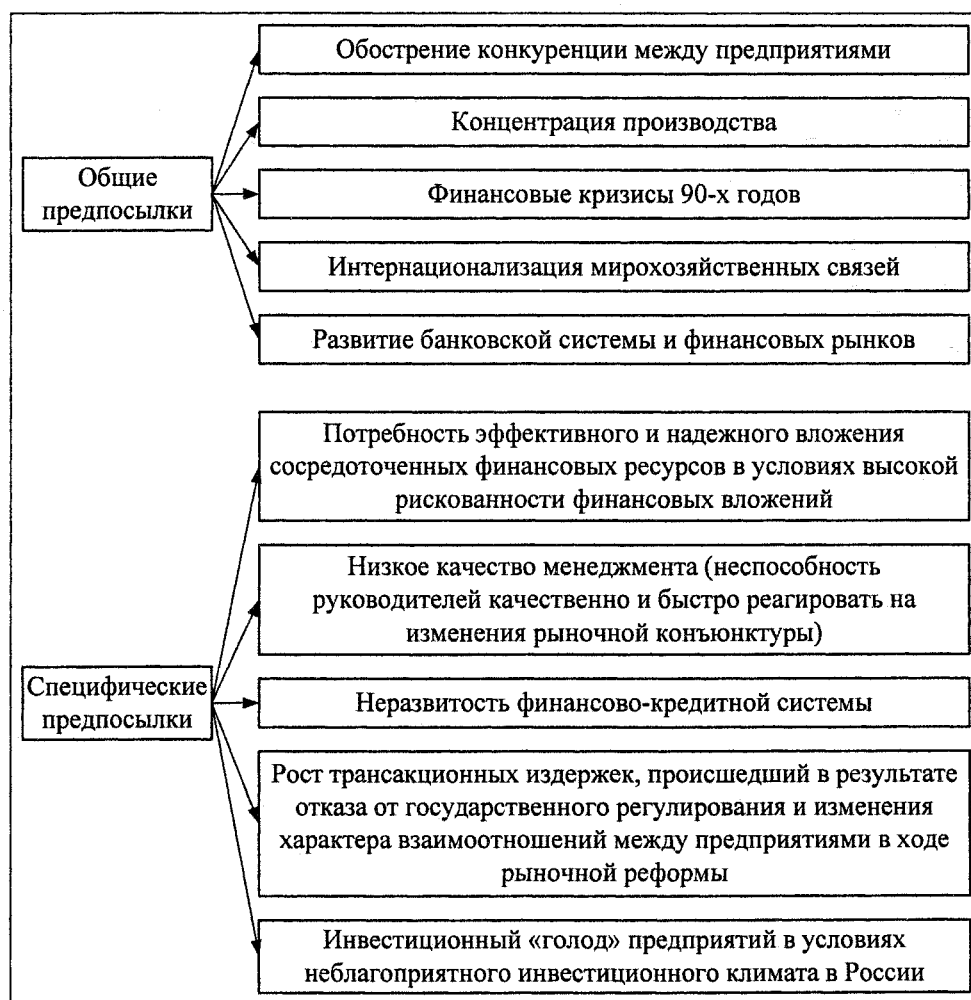 Общие
предпосылки
Обострение конкуренции между предприятиями
Концентрация производства
Финансовые кризисы 90-х годов
Интернационализация мирохозяйственных связей
Развитие банковской системы и финансовых рынков
Специфические
предпосылки
Потребность эффективного и надежного вложения
сосредоточенных финансовых ресурсов в условиях высокой
рискованности финансовых вложений
Низкое качество менеджмента (неспособность
руководителей качественно и быстро реагировать на
изменения рыночной конъюнктуры)
Неразвитость финансово-кредитной системы
Рост трансакционных издержек, происшедший в результате
отказа от государственного регулирования и изменения
характера взаимоотношений между предприятиями в ходе
рыночной реформы
Инвестиционный «голод» предприятий в условиях
неблагоприятного инвестиционного климата в России